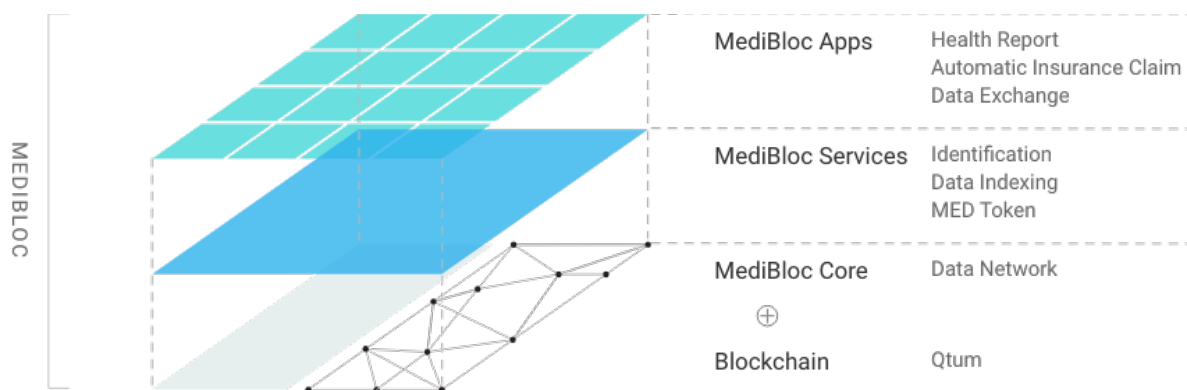 MEDIBLOC
MediBloc Apps
Health Report
Automatic Insurance Claim
Data Exchange
MediBloc Services
Identification
Data Indexing
MED Token
MediBloc Core
Data Network
Blockchain
Qtum